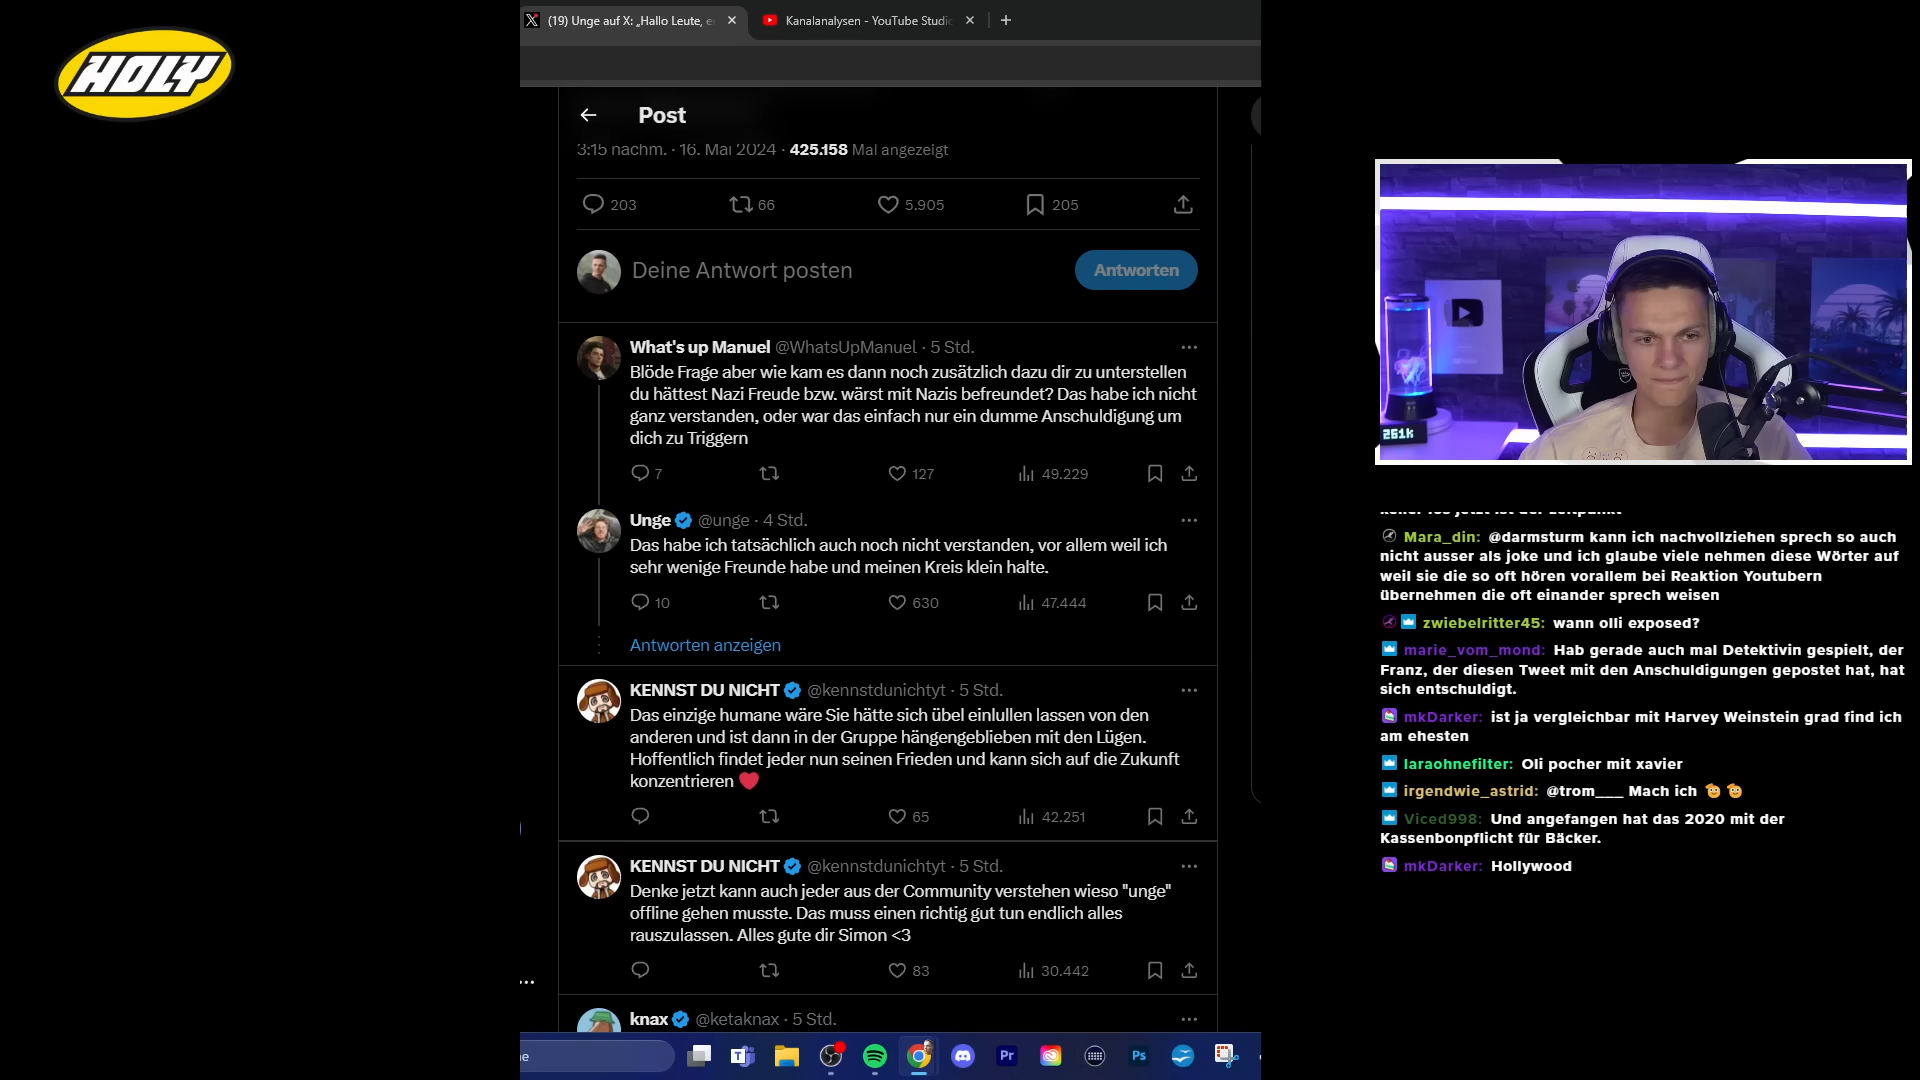 HOLY
(19) Unge auf X: „Hallo Leute, e
Kanalanalysen - YouTube Studio
Post
3:15 nachm. · 16. Mai 2024 · 425.158 Mal angezeigt
203 66 5.905 205
Deine Antwort posten
Antworten
What's up Manuel @WhatsUpManuel · 5 Std.
Blöde Frage aber wie kam es dann noch zusätzlich dazu dir zu unterstellen
du hättest Nazi Freude bzw. wärst mit Nazis befreundet? Das habe ich nicht
ganz verstanden, oder war das einfach nur ein dumme Anschuldigung um
dich zu Triggern
7 127 49.229
Unge @unge · 4 Std.
Das habe ich tatsächlich auch noch nicht verstanden, vor allem weil ich
sehr wenige Freunde habe und meinen Kreis klein halte.
10 630 47.444
Antworten anzeigen
KENNST DU NICHT @kennstdunichtyt · 5 Std.
Das einzige humane wäre Sie hätte sich übel einlullen lassen von den
anderen und ist dann in der Gruppe hängengeblieben mit den Lügen.
Hoffentlich findet jeder nun seinen Frieden und kann sich auf die Zukunft
konzentrieren ❤️
65 42.251
KENNST DU NICHT @kennstdunichtyt · 5 Std.
Denke jetzt kann auch jeder aus der Community verstehen wieso "unge"
offline gehen musste. Das muss einen richtig gut tun endlich alles
rauszulassen. Alles gute dir Simon <3
83 30.442
knax @ketaknax · 5 Std.
he
Pr
Ps
261k
Mara_din: @darmsturm kann ich nachvollziehen sprech so auch
nicht ausser als joke und ich glaube viele nehmen diese Wörter auf
weil sie die so oft hören vorallem bei Reaktion Youtubern
übernehmen die oft einander sprech weisen
zwiebelritter45: wann olli exposed?
marie_vom_mond: Hab gerade auch mal Detektivin gespielt, der
Franz, der diesen Tweet mit den Anschuldigungen gepostet hat, hat
sich entschuldigt.
mkDarker: ist ja vergleichbar mit Harvey Weinstein grad find ich
am ehesten
laraohnefilter: Oli pocher mit xavier
irgendwie_astrid: @trom___ Mach ich
Viced998: Und angefangen hat das 2020 mit der
Kassenbonpflicht für Bäcker.
mkDarker: Hollywood